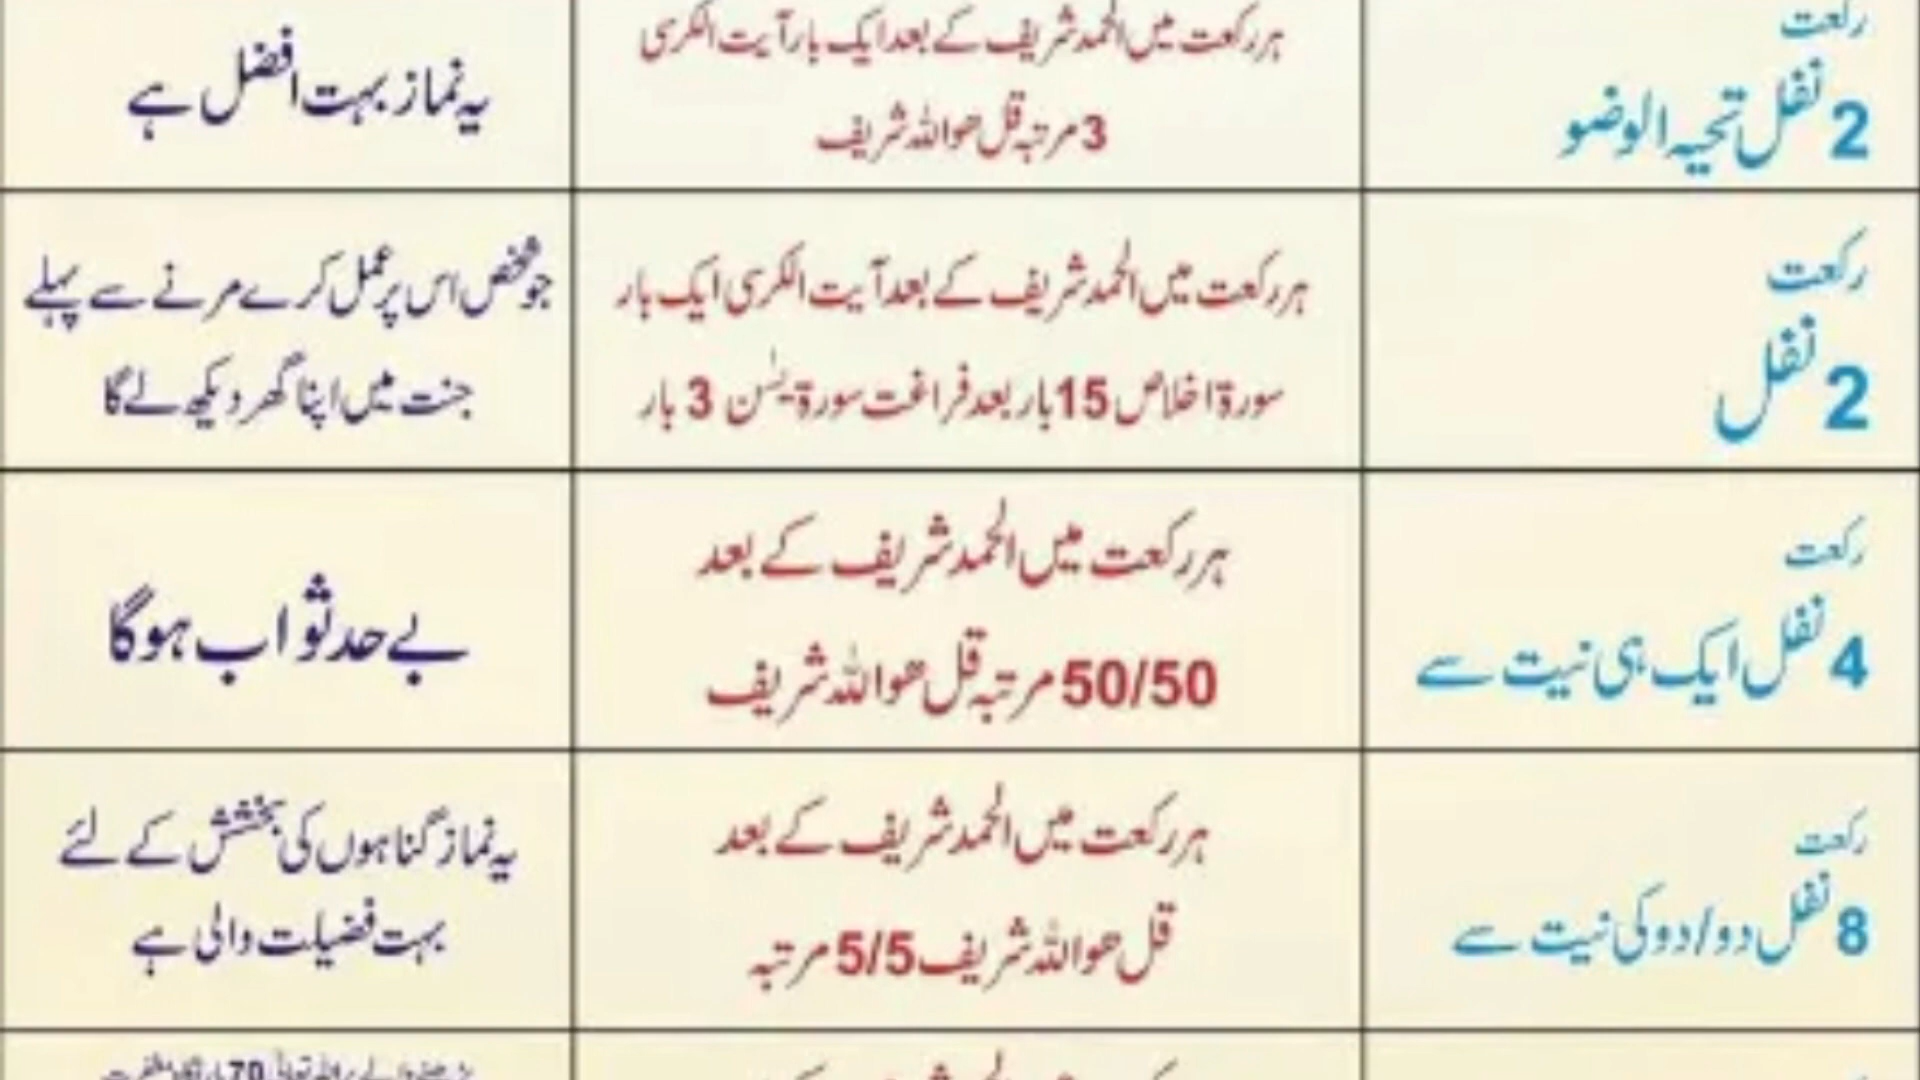 رکعت
2 نفل تحیہ الوضو
ہر رکعت میں الحمد شریف کے بعد ایک بار آیت الکرسی
3 مرتبہ قل ھو اللہ شریف
یہ نماز بہت افضل ہے
رکعت
2 نفل
ہر رکعت میں الحمد شریف کے بعد آیت الکرسی ایک بار
سورۃ اخلاص 15 بار بعد فراغت سورۃ یٰسن 3 بار
جو شخص اس پر عمل کرے مرنے سے پہلے
جنت میں اپنا گھر دیکھ لے گا
رکعت
4 نفل ایک ہی نیت سے
ہر رکعت میں الحمد شریف کے بعد
50/50 مرتبہ قل ھو اللہ شریف
بے حد ثواب ہوگا
رکعت
8 نفل دو/دو کی نیت سے
ہر رکعت میں الحمد شریف کے بعد
قل ھو اللہ شریف 5/5 مرتبہ
یہ نماز گناہوں کی بخشش کے لئے
بہت فضیلت والی ہے